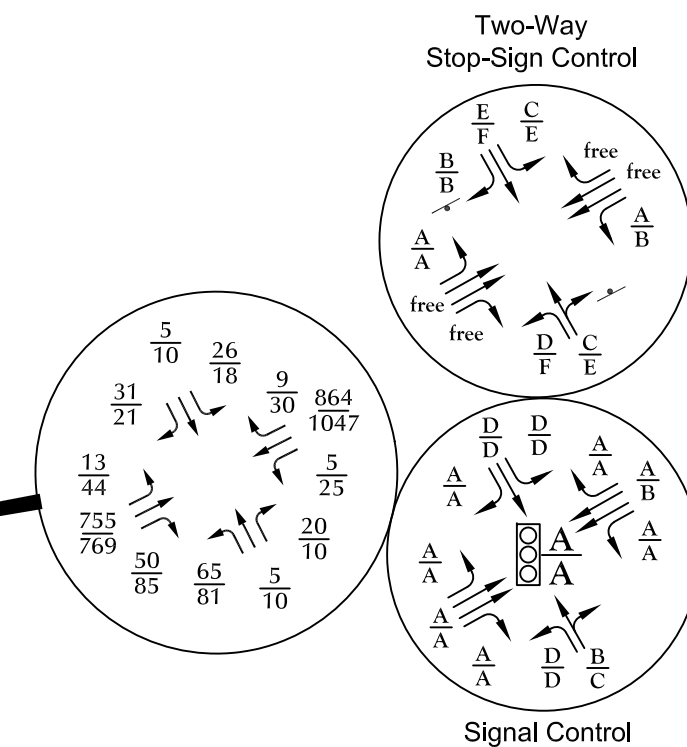 Two-Way
Stop-Sign Control
E
F
C
E
B
B
free
free
A
B
A
A
free
free
D
F
C
E
5
10
26
18
31
21
9
30
864
1047
13
44
5
25
755
769
50
85
65
81
5
10
20
10
D
D
D
D
A
A
A
A
A
B
A
A
A
A
A
A
A
A
A
A
D
D
B
C
Signal Control